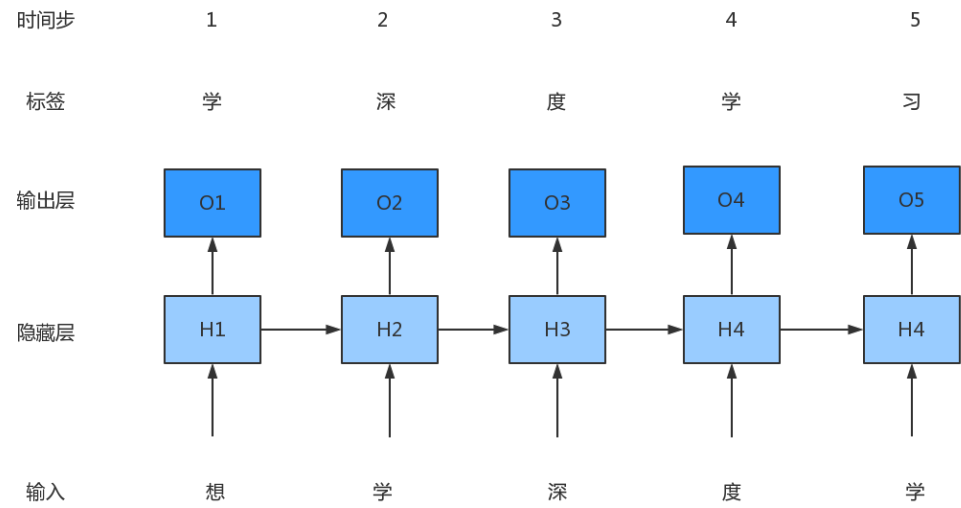 时间步 1 2 3 4 5
标签 学 深 度 学 习
输出层 O1 O2 O3 O4 O5
隐藏层 H1 H2 H3 H4 H4
输入 想 学 深 度 学